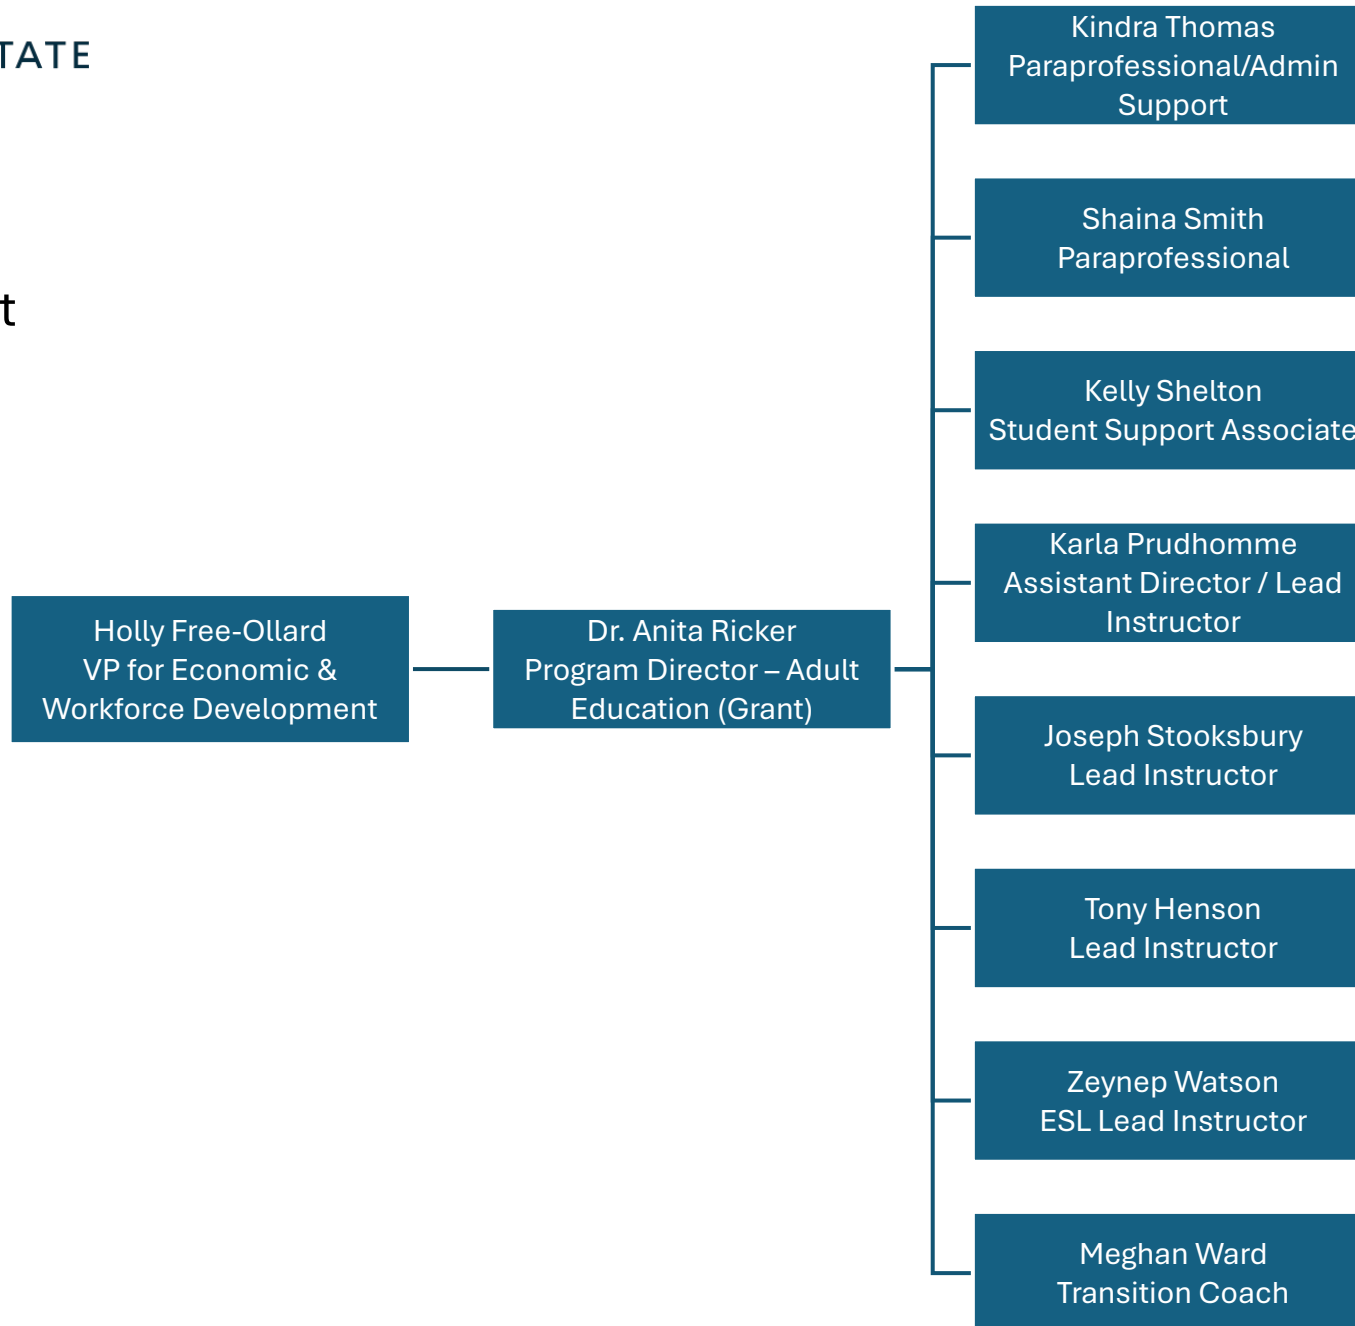 TATE
t
Holly Free-Ollard
VP for Economic &
Workforce Development
Dr. Anita Ricker
Program Director – Adult
Education (Grant)
Kindra Thomas
Paraprofessional/Admin
Support
Shaina Smith
Paraprofessional
Kelly Shelton
Student Support Associate
Karla Prudhomme
Assistant Director / Lead
Instructor
Joseph Stooksbury
Lead Instructor
Tony Henson
Lead Instructor
Zeynep Watson
ESL Lead Instructor
Meghan Ward
Transition Coach